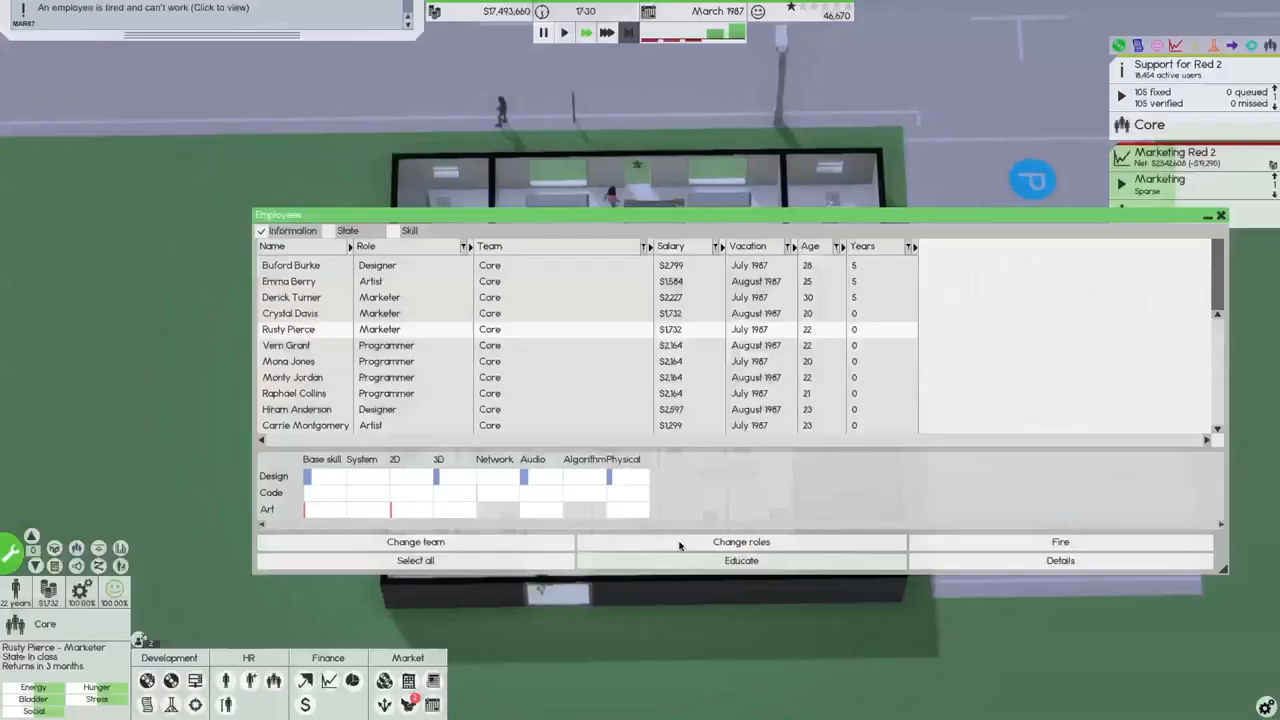 An employee is tired and can't work (Click to view)
MAR87
$17,493,660
17:30
March 1987
46,670
Support for Red 2
18,454 active users
105 fixed 0 queued
105 verified 0 missed
Core
Marketing Red 2
Net: $2,542,608 (-$19,290)
Marketing
Sparse
Employees
Information State Skill
Name Role Team Salary Vacation Age Years
Buford Burke Designer Core $2,799 July 1987 28 5
Emma Berry Artist Core $1,584 August 1987 25 5
Derick Turner Marketer Core $2,227 July 1987 30 5
Crystal Davis Marketer Core $1,732 August 1987 20 0
Rusty Pierce Marketer Core $1,732 July 1987 22 0
Vern Grant Programmer Core $2,164 August 1987 22 0
Mona Jones Programmer Core $2,164 July 1987 20 0
Monty Jordan Programmer Core $2,164 August 1987 22 0
Raphael Collins Programmer Core $2,164 July 1987 21 0
Hiram Anderson Designer Core $2,597 August 1987 23 0
Carrie Montgomery Artist Core $1,299 July 1987 23 0
Base skill System 2D 3D Network Audio Algorithm Physical
Design
Code
Art
Change team Change roles Fire
Select all Educate Details
22 years $1,732 100.00% 100.00%
Core
Rusty Pierce - Marketer
State: In class
Returns in 3 months
Energy Hunger
Bladder Stress
Social
2
Development HR Finance Market
2